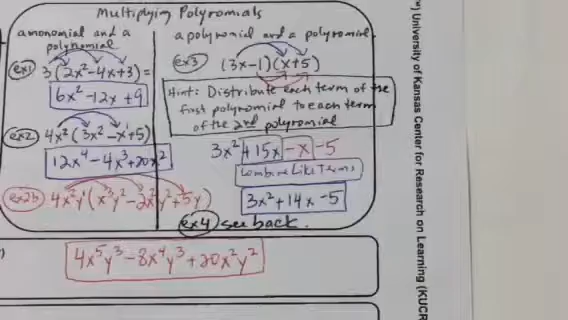 Multiplying Polynomials
a monomial and a polynomial
ex1 3(2x²-4x+3)=
6x²-12x+9
ex2 4x²(3x²-x+5)
12x⁴-4x³+20x²
ex2b 4x²y(x³y²-2x²y²+5y)
a polynomial and a polynomial
ex3 (3x-1)(x+5)
Hint: Distribute each term of the
first polynomial to each term
of the 2nd polynomial
3x²+15x-x-5
Combine Like Terms
3x²+14x-5
ex4 see back.
4x⁵y³-8x⁴y³+20x²y²
University of Kansas Center for Research on Learning (KUCR